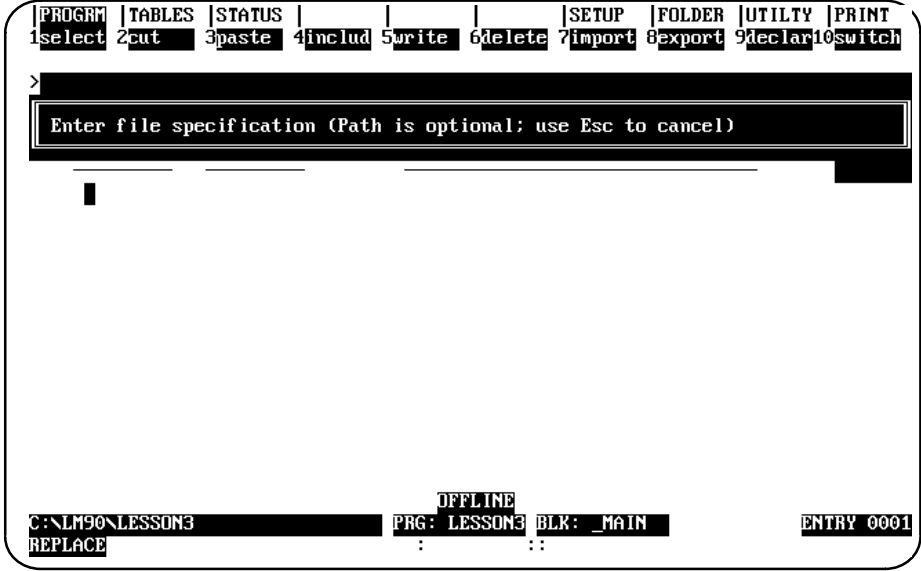 |PROGRM |TABLES |STATUS | | | |SETUP |FOLDER |UTILTY |PRINT
1select 2cut 3paste 4includ 5write 6delete 7import 8export 9declar10switch
>
Enter file specification (Path is optional; use Esc to cancel)
OFFLINE
C:\LM90\LESSON3 PRG: LESSON3 BLK: _MAIN ENTRY 0001
REPLACE : ::